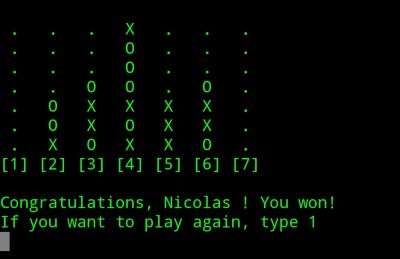 . . . X . . .
. . . O . . .
. . . O . . .
. . O O . O .
. O X X X X .
. O X O X X .
. X O X X O .
[1] [2] [3] [4] [5] [6] [7]
Congratulations, Nicolas ! You won!
If you want to play again, type 1